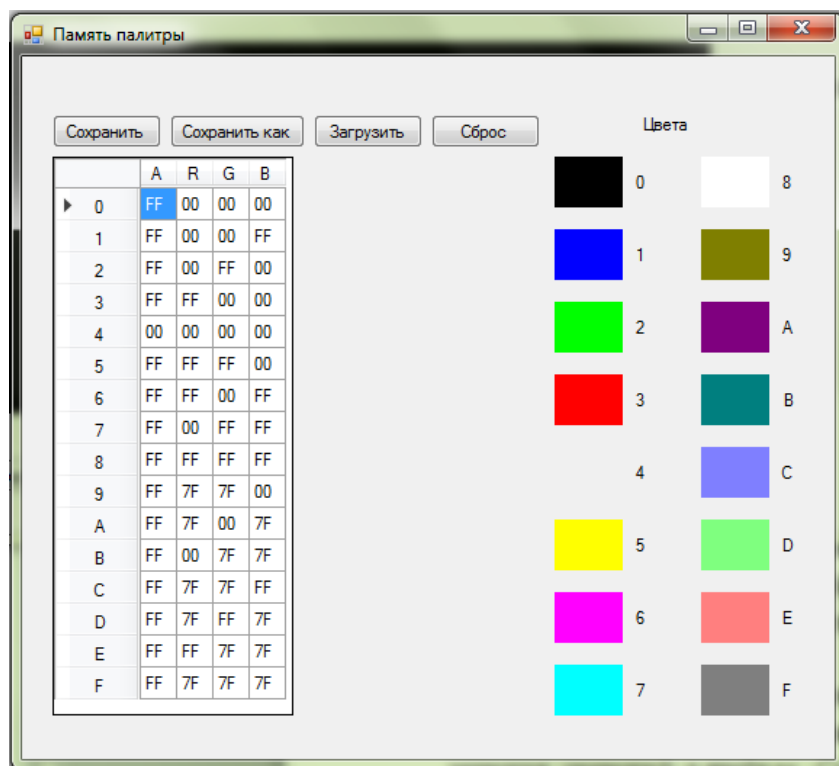 Память палитры
Сохранить Сохранить как Загрузить Сброс
Цвета
A R G B
0 FF 00 00 00
1 FF 00 00 FF
2 FF 00 FF 00
3 FF FF 00 00
4 00 00 00 00
5 FF FF FF 00
6 FF FF 00 FF
7 FF 00 FF FF
8 FF FF FF FF
9 FF 7F 7F 00
A FF 7F 00 7F
B FF 00 7F 7F
C FF 7F 7F FF
D FF 7F FF 7F
E FF FF 7F 7F
F FF 7F 7F 7F
0 8
1 9
2 A
3 B
4 C
5 D
6 E
7 F